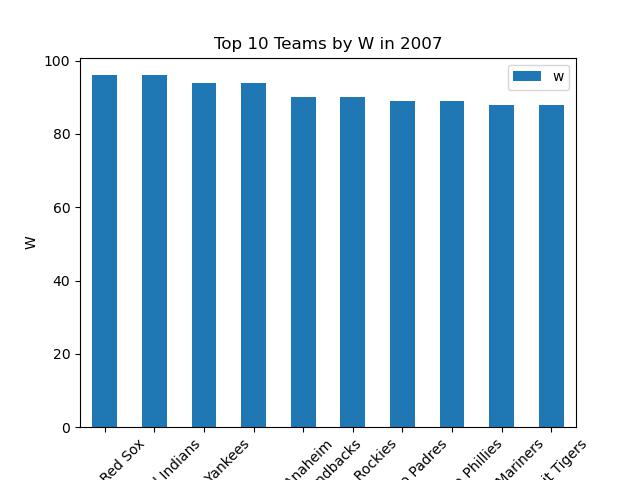 Top 10 Teams by W in 2007
w
W
100
80
60
40
20
0
Red Sox
Indians
Yankees
Anaheim
ndbacks
Rockies
Padres
Phillies
Mariners
it Tigers